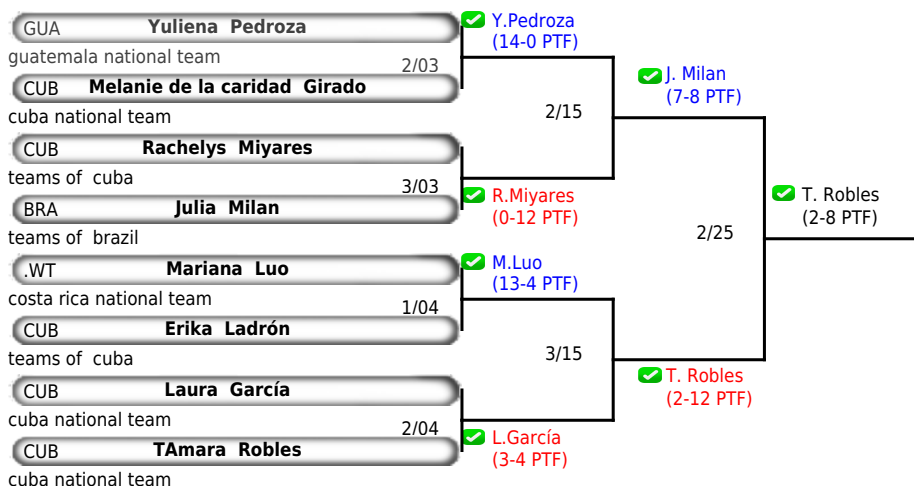 GUA Yuliena Pedroza
guatemala national team
2/03
CUB Melanie de la caridad Girado
cuba national team
CUB Rachelys Miyares
teams of cuba
3/03
BRA Julia Milan
teams of brazil
.WT Mariana Luo
costa rica national team
1/04
CUB Erika Ladrón
teams of cuba
CUB Laura García
cuba national team
2/04
CUB TAmara Robles
cuba national team
Y.Pedroza
(14-0 PTF)
2/15
R.Miyares
(0-12 PTF)
M.Luo
(13-4 PTF)
3/15
L.García
(3-4 PTF)
J. Milan
(7-8 PTF)
2/25
T. Robles
(2-12 PTF)
T. Robles
(2-8 PTF)